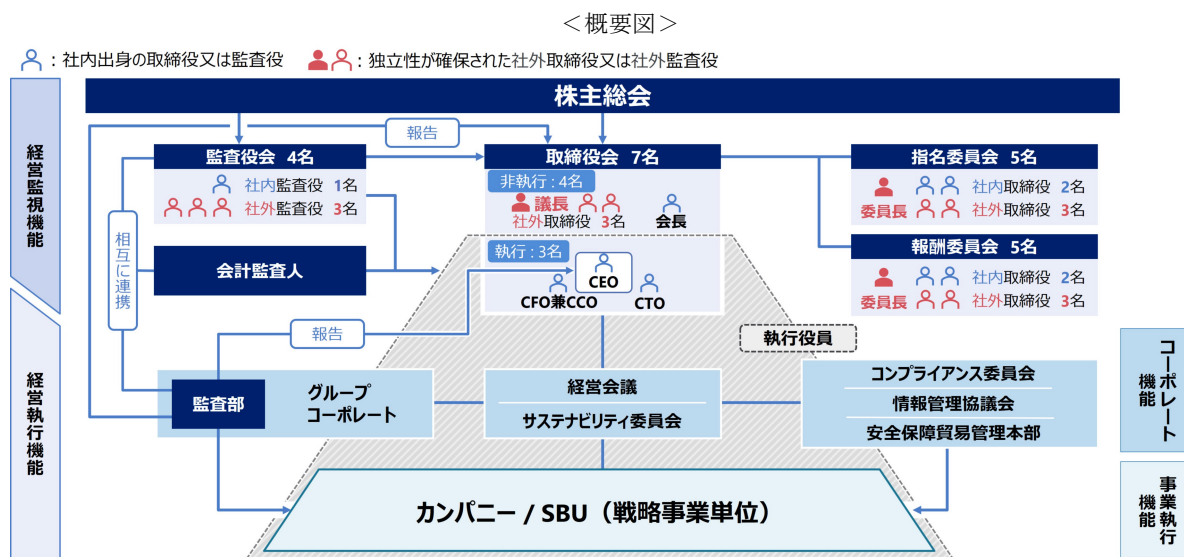 ＜概要図＞
：社内出身の取締役又は監査役
：独立性が確保された社外取締役又は社外監査役
経営監視機能
経営執行機能
株主総会
報告
監査役会 4名
社内監査役 1名
社外監査役 3名
取締役会 7名
非執行：4名
議長
社外取締役 3名
会長
指名委員会 5名
社内取締役 2名
委員長
社外取締役 3名
報酬委員会 5名
社内取締役 2名
委員長
社外取締役 3名
相互に連携
会計監査人
執行：3名
CEO
CFO兼CCO
CTO
報告
執行役員
監査部
グループ
コーポレート
経営会議
サステナビリティ委員会
コンプライアンス委員会
情報管理協議会
安全保障貿易管理本部
コーポレート
機能
カンパニー / SBU（戦略事業単位）
事業執行
機能